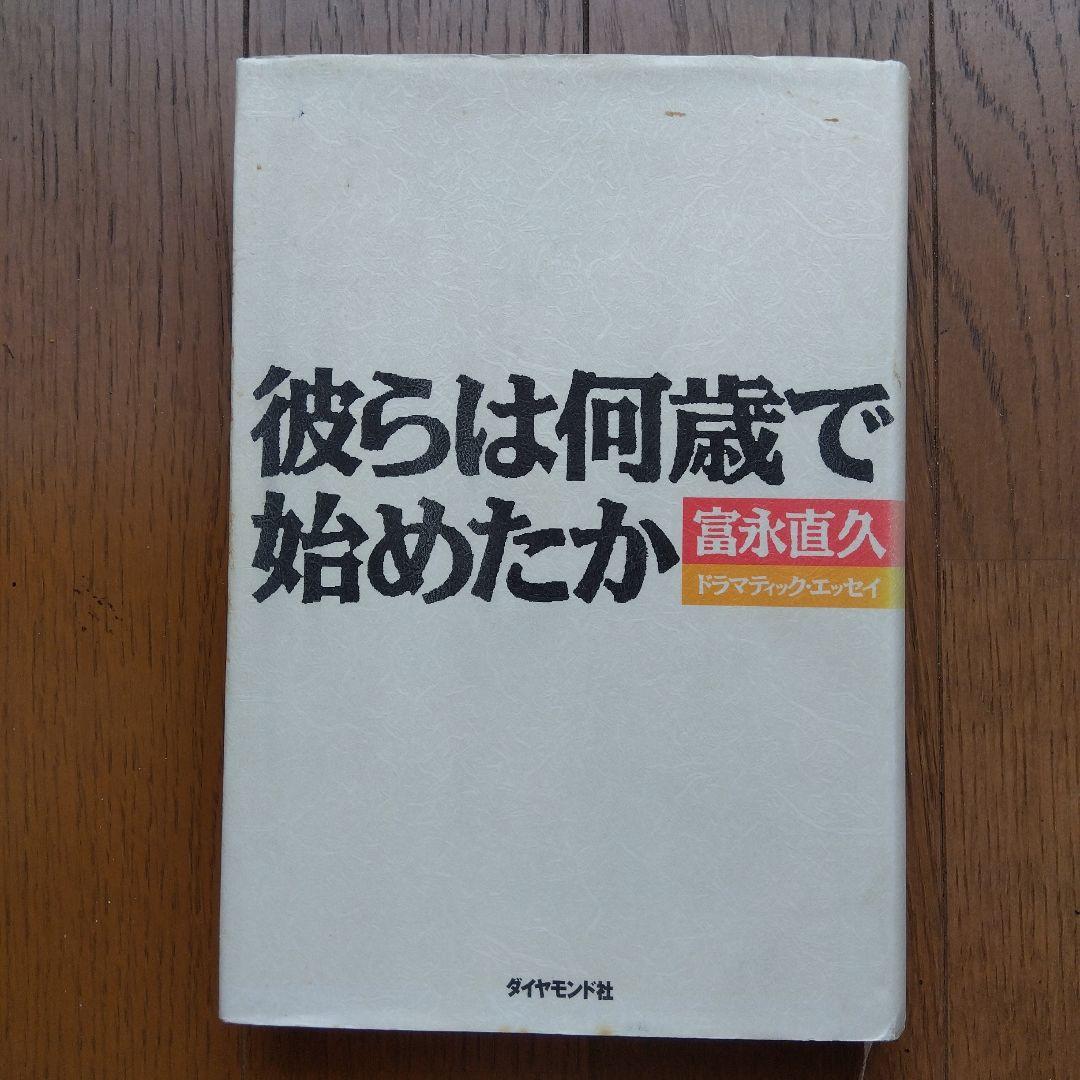 彼らは何歳で
始めたか
富永直久
ドラマティック・エッセイ
ダイヤモンド社